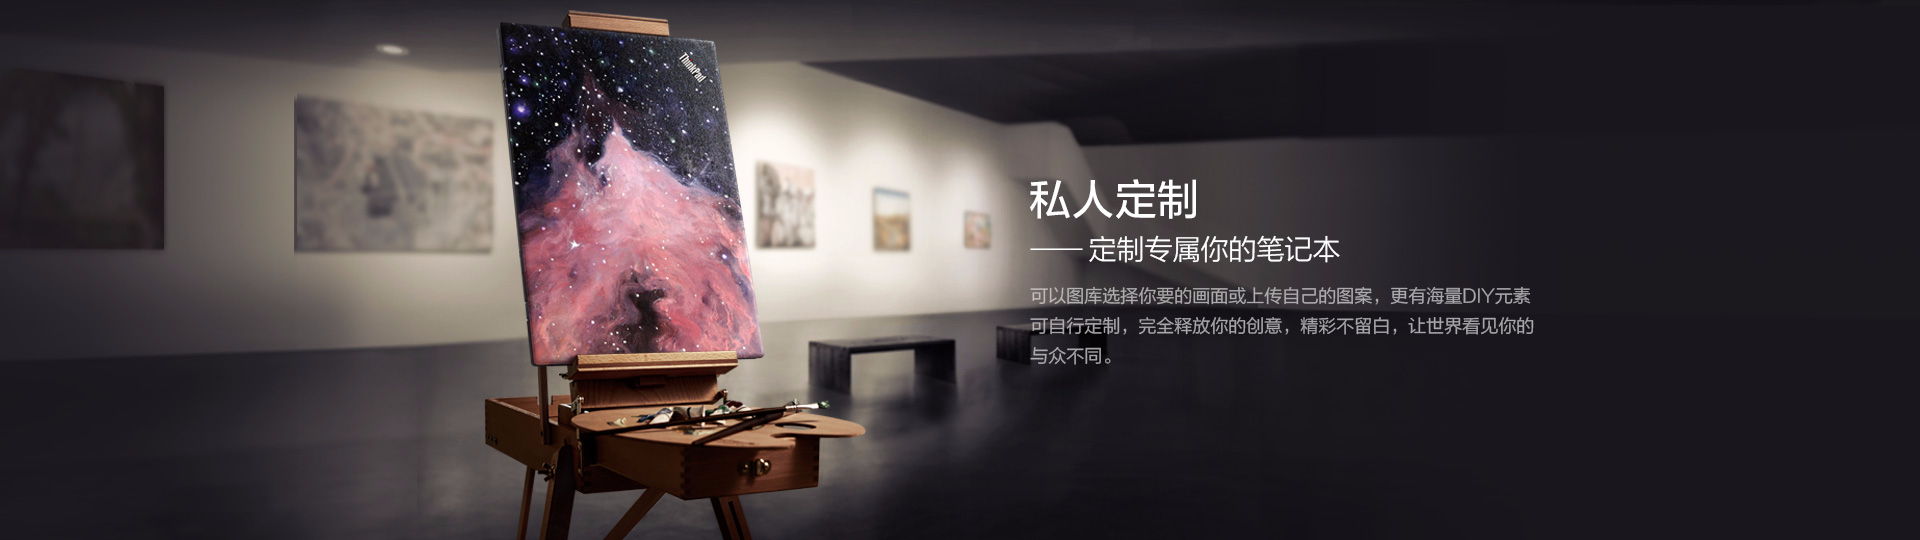 ThinkPad
私人定制
—— 定制专属你的笔记本
可以图库选择你要的画面或上传自己的图案，更有海量DIY元素
可自行定制，完全释放你的创意，精彩不留白，让世界看见你的
与众不同。